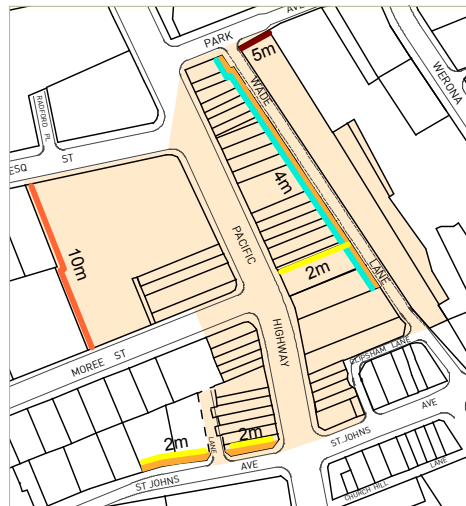 AVE
PARK
5m
WADE
WERONA
RADFORD PL
ESQ ST
4m
10m
PACIFIC
2m
LANE
HIGHWAY
MOREE ST
KLIPSHAM LANE
2m
2m
LANE
AVE
ST JOHNS
AVE
ST JOHNS
LANE
CHURCH HILL